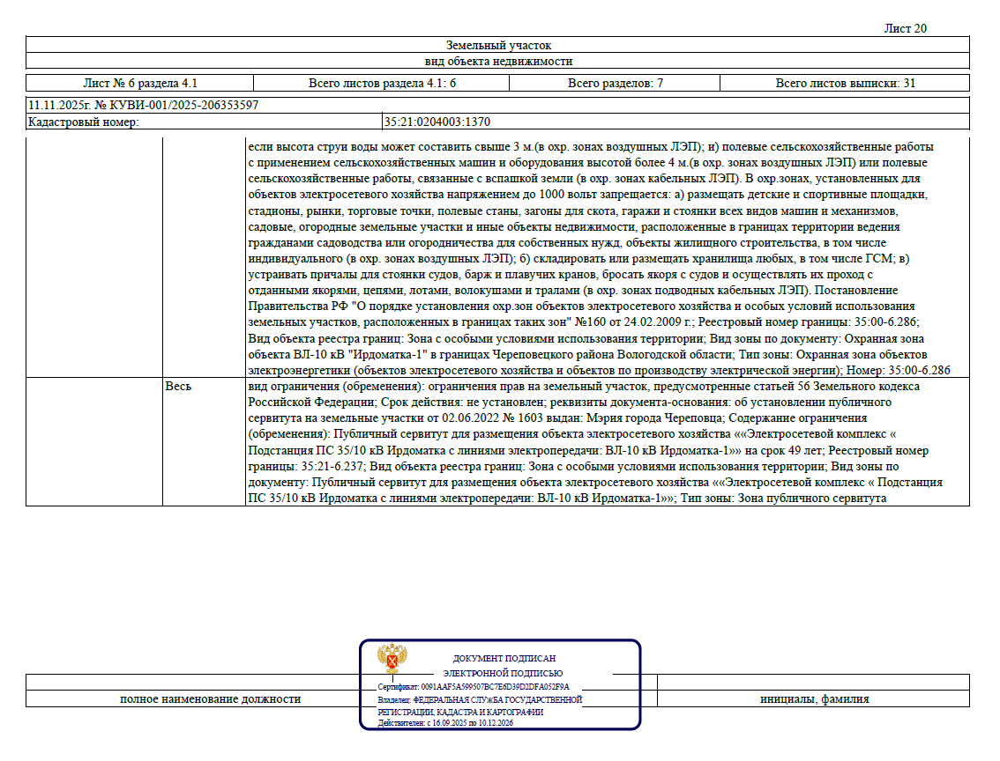 Лист 20
Земельный участок
вид объекта недвижимости
Лист № 6 раздела 4.1
Всего листов раздела 4.1: 6
Всего разделов: 7
Всего листов выписки: 31
11.11.2025г. № КУВИ-001/2025-206353597
Кадастровый номер:
35:21:0204003:1370
если высота струи воды может составить свыше 3 м.(в охр. зонах воздушных ЛЭП); и) полевые сельскохозяйственные работы
с применением сельскохозяйственных машин и оборудования высотой более 4 м.(в охр. зонах воздушных ЛЭП) или полевые
сельскохозяйственные работы, связанные с вспашкой земли (в охр. зонах кабельных ЛЭП). В охр.зонах, установленных для
объектов электросетевого хозяйства напряжением до 1000 вольт запрещается: а) размещать детские и спортивные площадки,
стадионы, рынки, торговые точки, полевые станы, загоны для скота, гаражи и стоянки всех видов машин и механизмов,
садовые, огородные земельные участки и иные объекты недвижимости, расположенные в границах территории ведения
гражданами садоводства или огородничества для собственных нужд, объекты жилищного строительства, в том числе
индивидуального (в охр. зонах воздушных ЛЭП); б) складировать или размещать хранилища любых, в том числе ГСМ; в)
устраивать причалы для стоянки судов, барж и плавучих кранов, бросать якоря с судов и осуществлять их проход с
отданными якорями, цепями, лотами, волокушами и тралами (в охр. зонах подводных кабельных ЛЭП). Постановление
Правительства РФ "О порядке установления охр.зон объектов электросетевого хозяйства и особых условий использования
земельных участков, расположенных в границах таких зон" №160 от 24.02.2009 г.; Реестровый номер границы: 35:00-6.286;
Вид объекта реестра границ: Зона с особыми условиями использования территории; Вид зоны по документу: Охранная зона
объекта ВЛ-10 кВ "Ирдоматка-1" в границах Череповецкого района Вологодской области; Тип зоны: Охранная зона объектов
электроэнергетики (объектов электросетевого хозяйства и объектов по производству электрической энергии); Номер: 35:00-6.286
Весь
вид ограничения (обременения): ограничения прав на земельный участок, предусмотренные статьей 56 Земельного кодекса
Российской Федерации; Срок действия: не установлен; реквизиты документа-основания: об установлении публичного
сервитута на земельные участки от 02.06.2022 № 1603 выдан: Мэрия города Череповца; Содержание ограничения
(обременения): Публичный сервитут для размещения объекта электросетевого хозяйства ««Электросетевой комплекс «
Подстанция ПС 35/10 кВ Ирдоматка с линиями электропередачи: ВЛ-10 кВ Ирдоматка-1»» на срок 49 лет; Реестровый номер
границы: 35:21-6.237; Вид объекта реестра границ: Зона с особыми условиями использования территории; Вид зоны по
документу: Публичный сервитут для размещения объекта электросетевого хозяйства ««Электросетевой комплекс « Подстанция
ПС 35/10 кВ Ирдоматка с линиями электропередачи: ВЛ-10 кВ Ирдоматка-1»»; Тип зоны: Зона публичного сервитута
ДОКУМЕНТ ПОДПИСАН
ЭЛЕКТРОННОЙ ПОДПИСЬЮ
Сертификат: 0091AAF5A599507BC7E6D39D2DFA052F9A
Владелец: ФЕДЕРАЛЬНАЯ СЛУЖБА ГОСУДАРСТВЕННОЙ
РЕГИСТРАЦИИ, КАДАСТРА И КАРТОГРАФИИ
Действителен: с 16.09.2025 по 10.12.2026
полное наименование должности
инициалы, фамилия